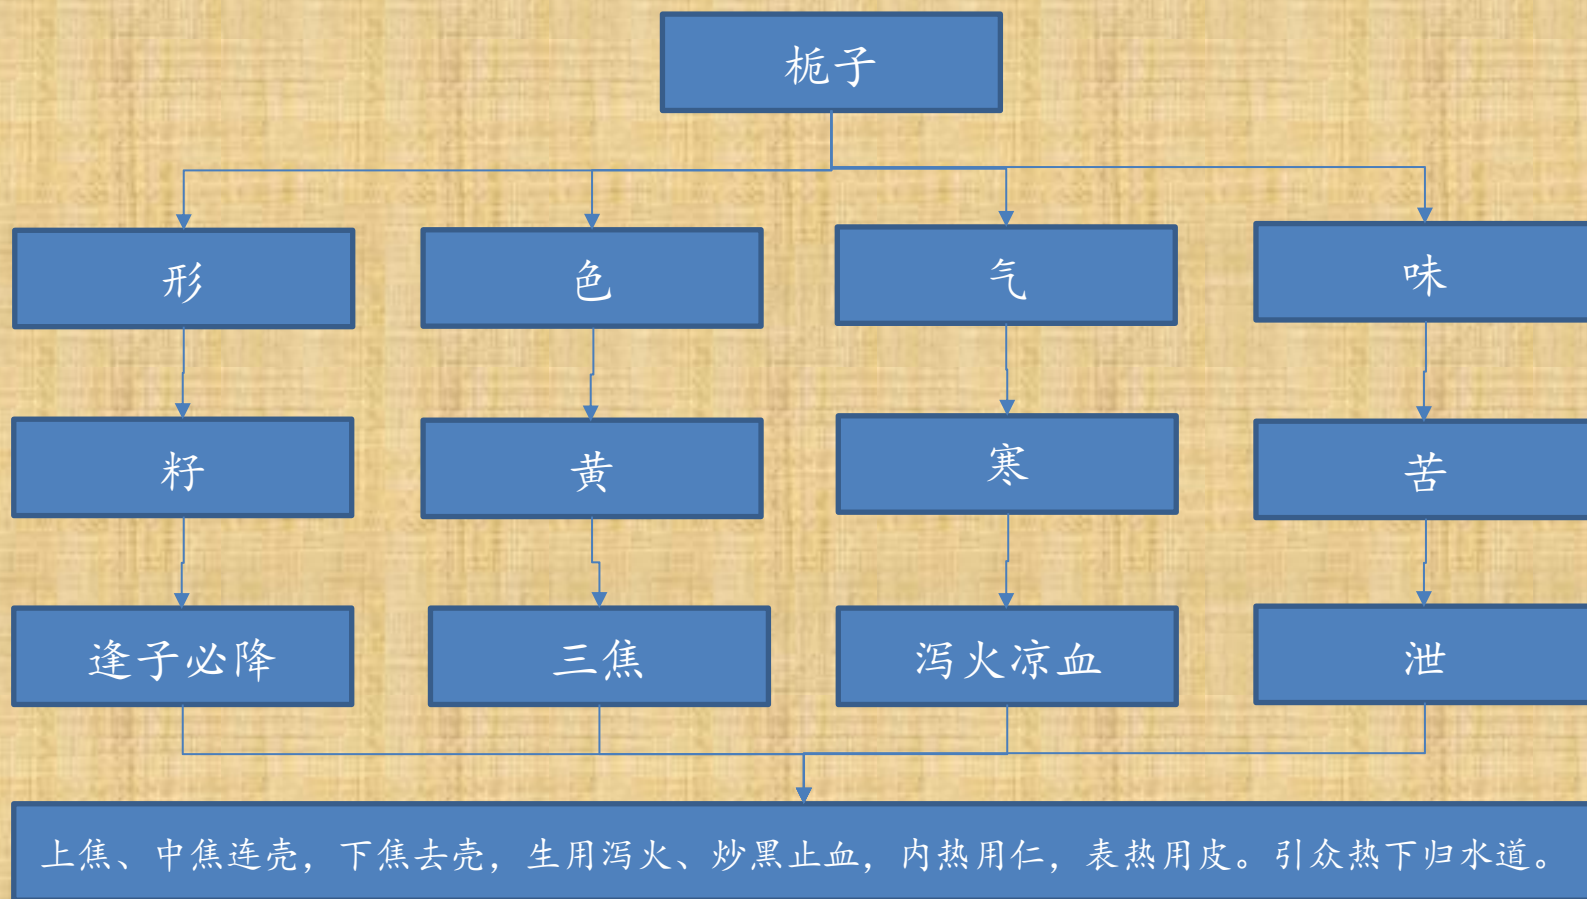 栀子
形
色
气
味
籽
黄
寒
苦
逢子必降
三焦
泻火凉血
泄
上焦、中焦连壳，下焦去壳，生用泻火、炒黑止血，内热用仁，表热用皮。引众热下归水道。